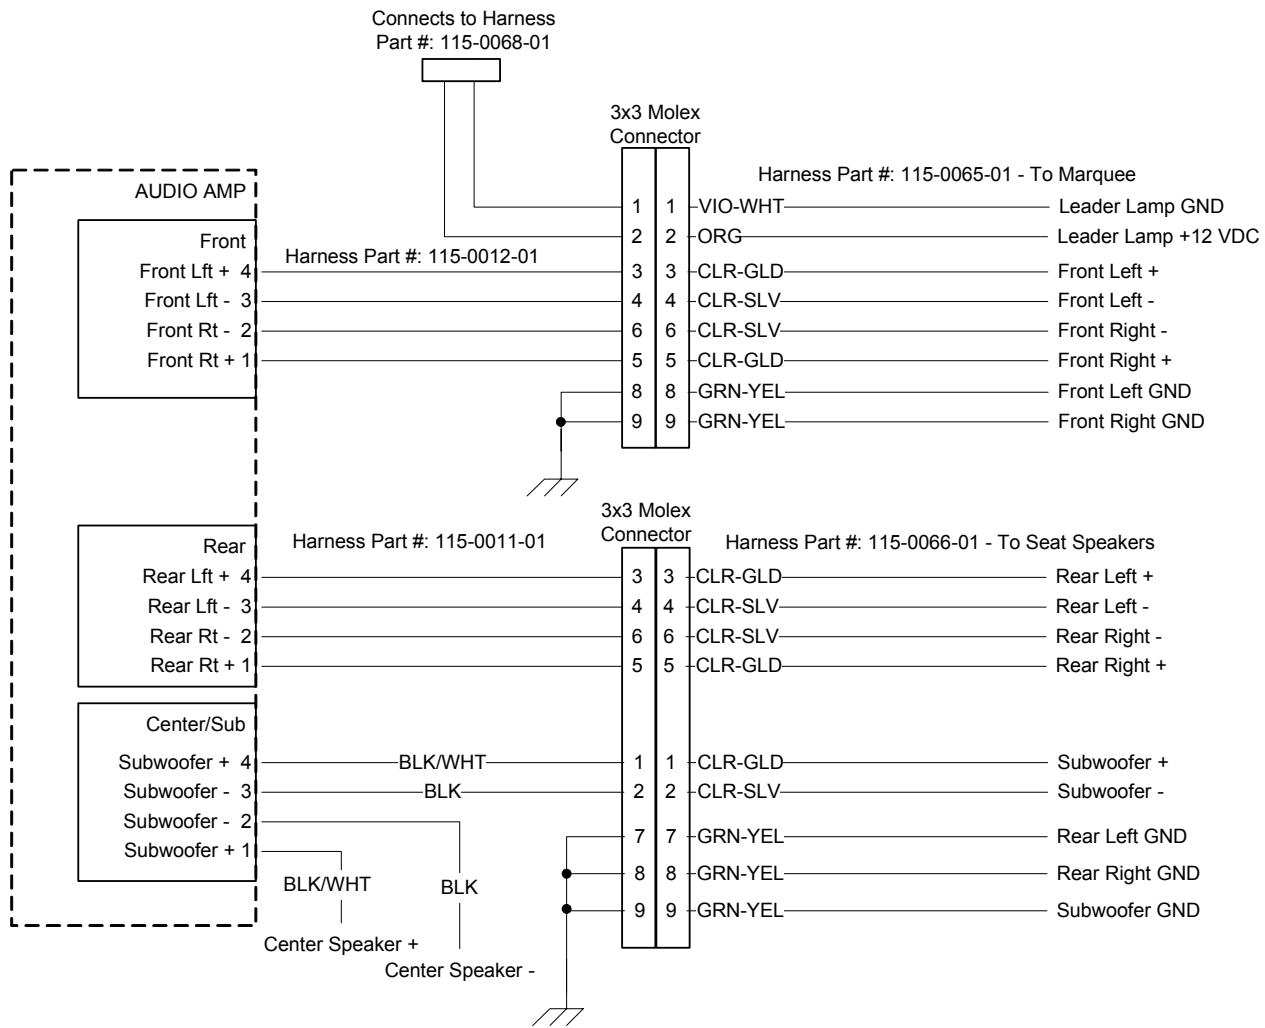 Connects to Harness
Part #: 115-0068-01
3x3 Molex
Connector
Harness Part #: 115-0065-01 - To Marquee
AUDIO AMP
1 1 VIO-WHT Leader Lamp GND
Front
2 2 ORG Leader Lamp +12 VDC
Harness Part #: 115-0012-01
Front Lft + 4 3 3 CLR-GLD Front Left +
Front Lft - 3 4 4 CLR-SLV Front Left -
Front Rt - 2 6 6 CLR-SLV Front Right -
Front Rt + 1 5 5 CLR-GLD Front Right +
8 8 GRN-YEL Front Left GND
9 9 GRN-YEL Front Right GND
3x3 Molex
Connector
Harness Part #: 115-0011-01
Harness Part #: 115-0066-01 - To Seat Speakers
Rear
Rear Lft + 4 3 3 CLR-GLD Rear Left +
Rear Lft - 3 4 4 CLR-SLV Rear Left -
Rear Rt - 2 6 6 CLR-SLV Rear Right -
Rear Rt + 1 5 5 CLR-GLD Rear Right +
Center/Sub
Subwoofer + 4 BLK/WHT 1 1 CLR-GLD Subwoofer +
Subwoofer - 3 BLK 2 2 CLR-SLV Subwoofer -
Subwoofer - 2
7 7 GRN-YEL Rear Left GND
Subwoofer + 1
8 8 GRN-YEL Rear Right GND
BLK/WHT BLK
9 9 GRN-YEL Subwoofer GND
Center Speaker +
Center Speaker -